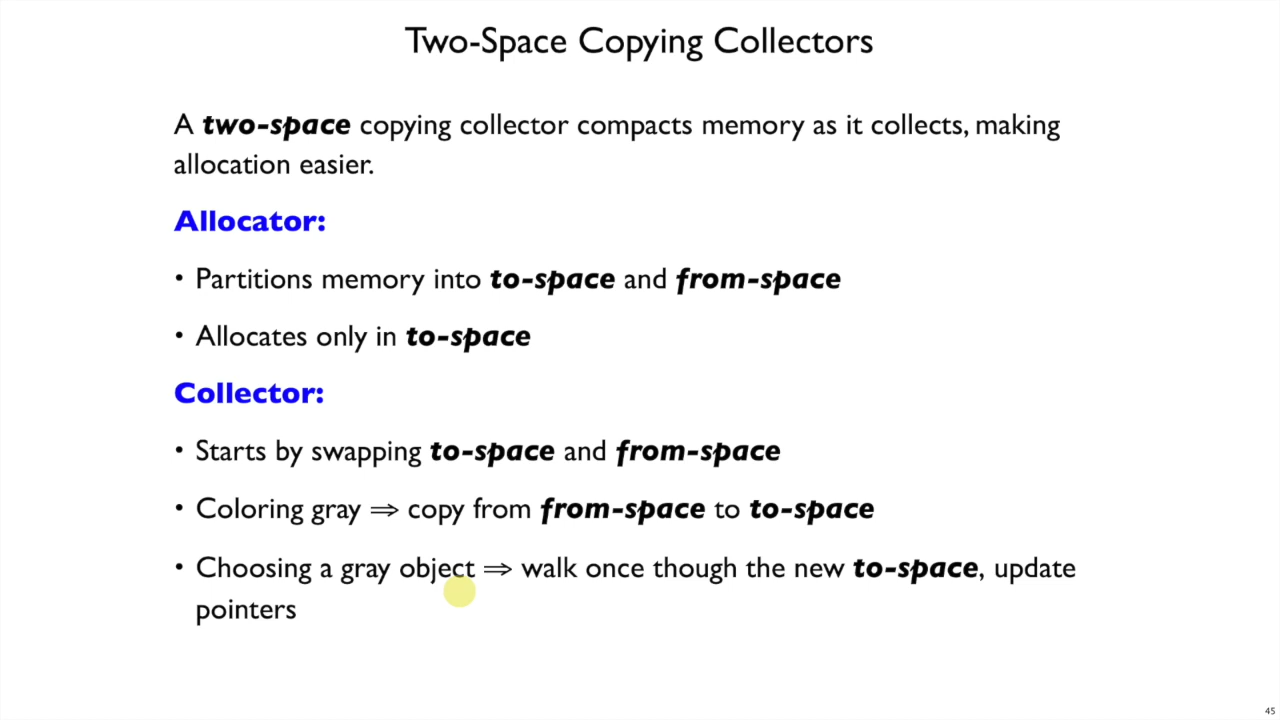 Two-Space Copying Collectors
A two-space copying collector compacts memory as it collects, making
allocation easier.
Allocator:
• Partitions memory into to-space and from-space
• Allocates only in to-space
Collector:
• Starts by swapping to-space and from-space
• Coloring gray ⇒ copy from from-space to to-space
• Choosing a gray object ⇒ walk once though the new to-space, update
pointers
45